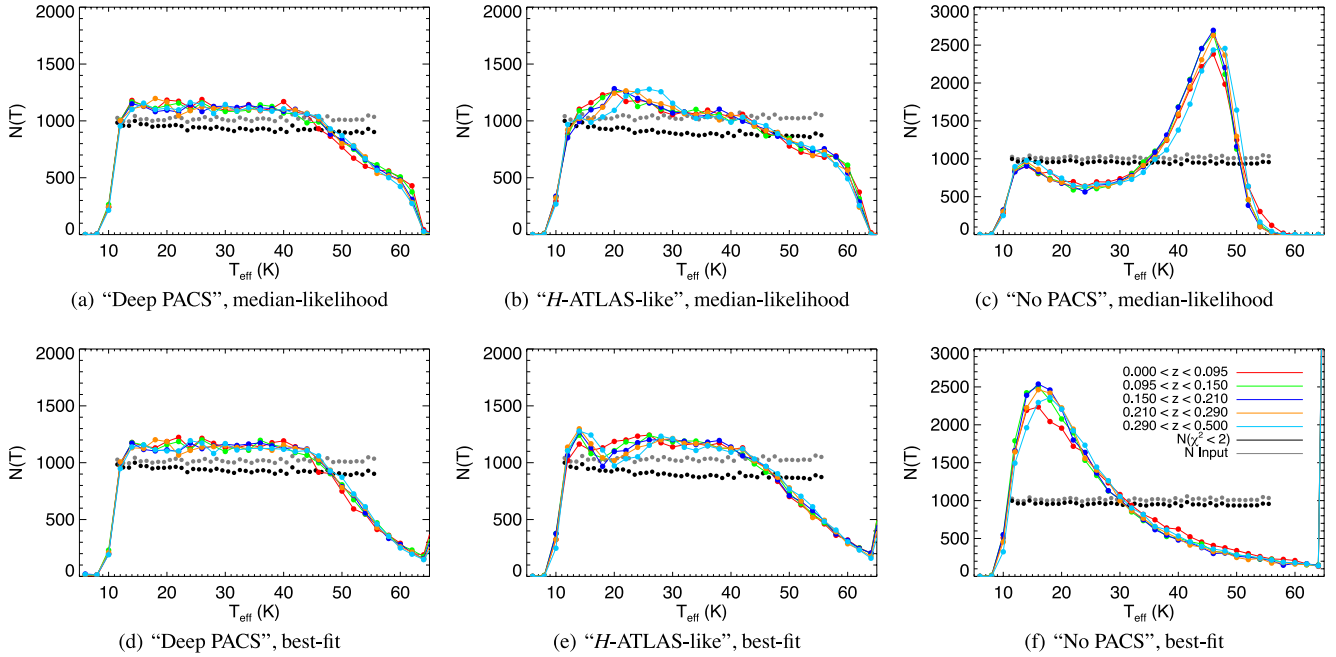 2000
1500
1000
500
0
N(T)
10 20 30 40 50 60
T_eff (K)
(a) “Deep PACS”, median-likelihood
2000
1500
1000
500
0
N(T)
10 20 30 40 50 60
T_eff (K)
(b) “H-ATLAS-like”, median-likelihood
3000
2500
2000
1500
1000
500
0
N(T)
10 20 30 40 50 60
T_eff (K)
(c) “No PACS”, median-likelihood
2000
1500
1000
500
0
N(T)
10 20 30 40 50 60
T_eff (K)
(d) “Deep PACS”, best-fit
2000
1500
1000
500
0
N(T)
10 20 30 40 50 60
T_eff (K)
(e) “H-ATLAS-like”, best-fit
3000
2500
2000
1500
1000
500
0
N(T)
0.000 < z < 0.095
0.095 < z < 0.150
0.150 < z < 0.210
0.210 < z < 0.290
0.290 < z < 0.500
N(χ² < 2)
N Input
10 20 30 40 50 60
T_eff (K)
(f) “No PACS”, best-fit